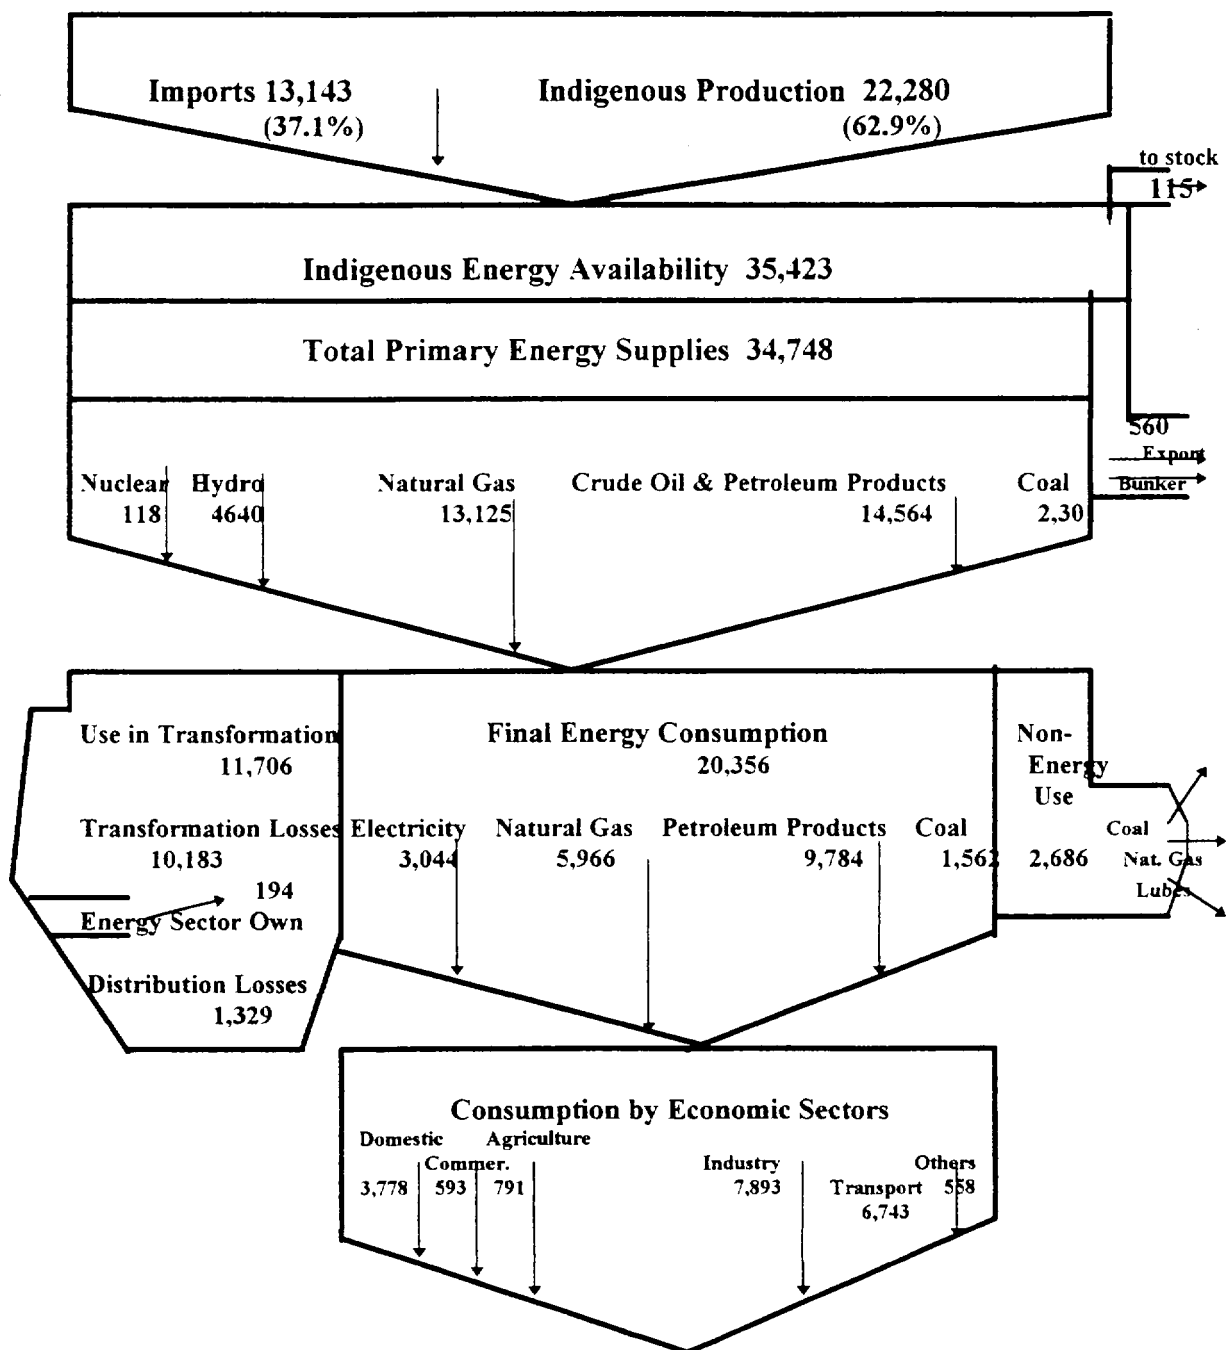 Imports 13,143 Indigenous Production 22,280
(37.1%) (62.9%)
to stock
115
Indigenous Energy Availability 35,423
Total Primary Energy Supplies 34,748
560
Export
Bunker
Nuclear Hydro Natural Gas Crude Oil & Petroleum Products Coal
118 4640 13,125 14,564 2,30
Use in Transformation Final Energy Consumption Non-
11,706 20,356 Energy
Use
Transformation Losses Electricity Natural Gas Petroleum Products Coal Coal
10,183 3,044 5,966 9,784 1,562 2,686 Nat. Gas
194 Lubes
Energy Sector Own
Distribution Losses
1,329
Consumption by Economic Sectors
Domestic Agriculture
Commer. Industry Others
3,778 593 791 7,893 Transport 558
6,743